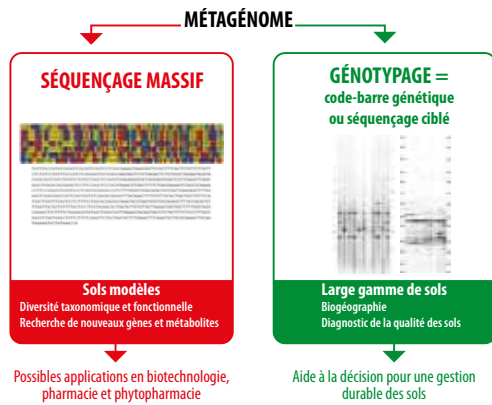 MÉTAGÉNOME
SÉQUENÇAGE MASSIF
Sols modèles
Diversité taxonomique et fonctionnelle
Recherche de nouveaux gènes et métabolites
Possibles applications en biotechnologie,
pharmacie et phytopharmacie
GÉNOTYPAGE =
code-barre génétique
ou séquençage ciblé
Large gamme de sols
Biogéographie
Diagnostic de la qualité des sols
Aide à la décision pour une gestion
durable des sols